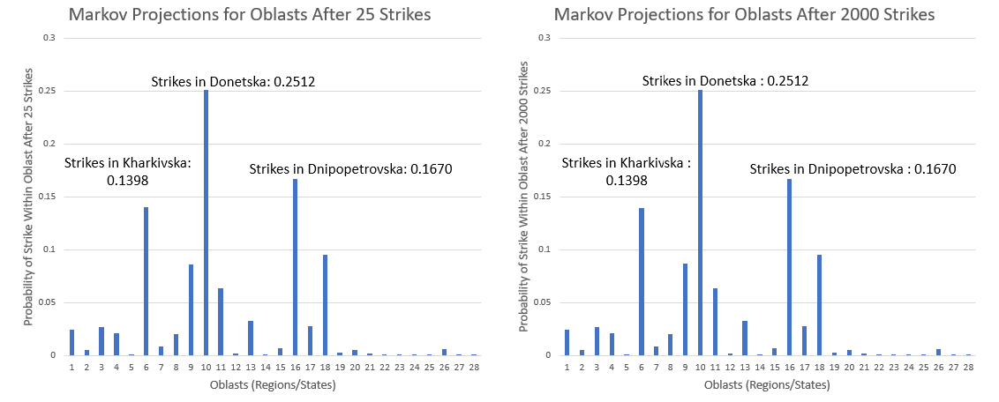 Markov Projections for Oblasts After 25 Strikes
Probability of Strike Within Oblast After 25 Strikes
0.3
0.25
0.2
0.15
0.1
0.05
0
Strikes in Donetska: 0.2512
Strikes in Kharkivska:
0.1398
Strikes in Dnipopetrovska: 0.1670
1 2 3 4 5 6 7 8 9 10 11 12 13 14 15 16 17 18 19 20 21 22 23 24 25 26 27 28
Oblasts (Regions/States)
Markov Projections for Oblasts After 2000 Strikes
Probability of Strike Within Oblast After 2000 Strikes
0.3
0.25
0.2
0.15
0.1
0.05
0
Strikes in Donetska : 0.2512
Strikes in Kharkivska :
0.1398
Strikes in Dnipopetrovska : 0.1670
1 2 3 4 5 6 7 8 9 10 11 12 13 14 15 16 17 18 19 20 21 22 23 24 25 26 27 28
Oblasts (Regions/States)